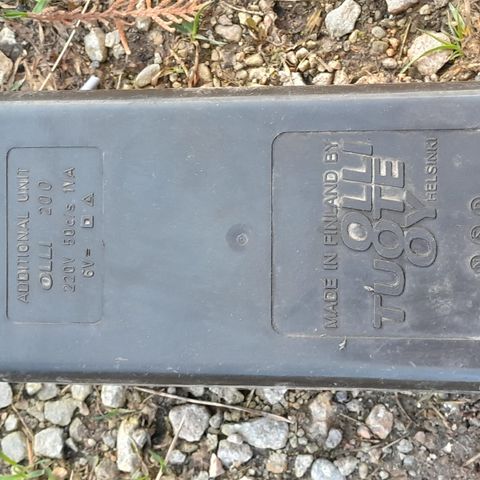 ADDITIONAL UNIT
OLLI 200
220V 50c/s 1VA
6V=
MADE IN FINLAND BY
OLLI
TUOTE
OY HELSINKI